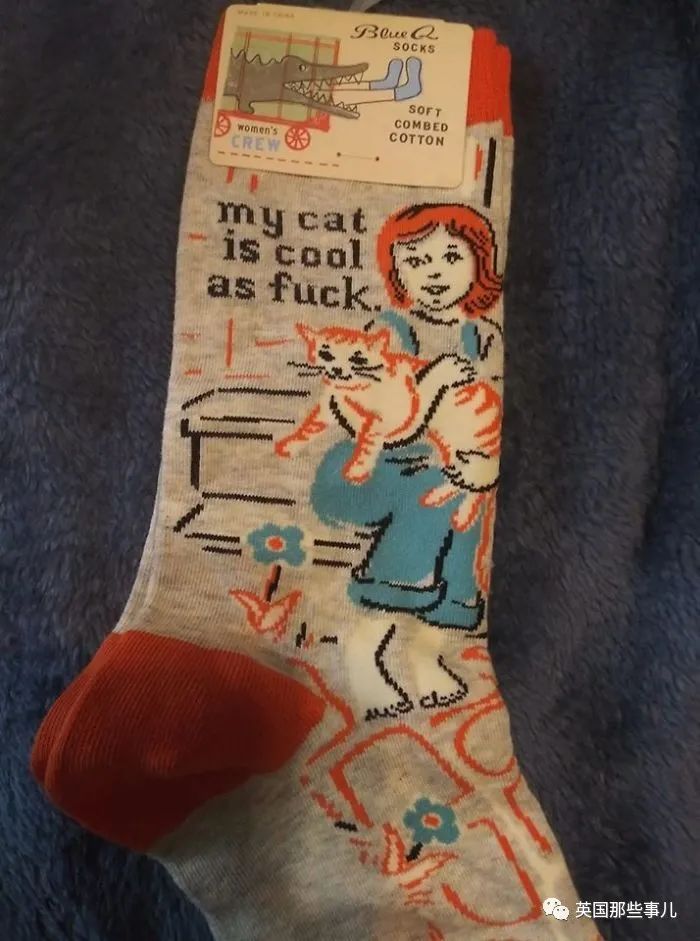 MADE IN CHINA
Blue Q
SOCKS
SOFT
COMBED
COTTON
women's
CREW
my cat
is cool
as fuck.
英国那些事儿